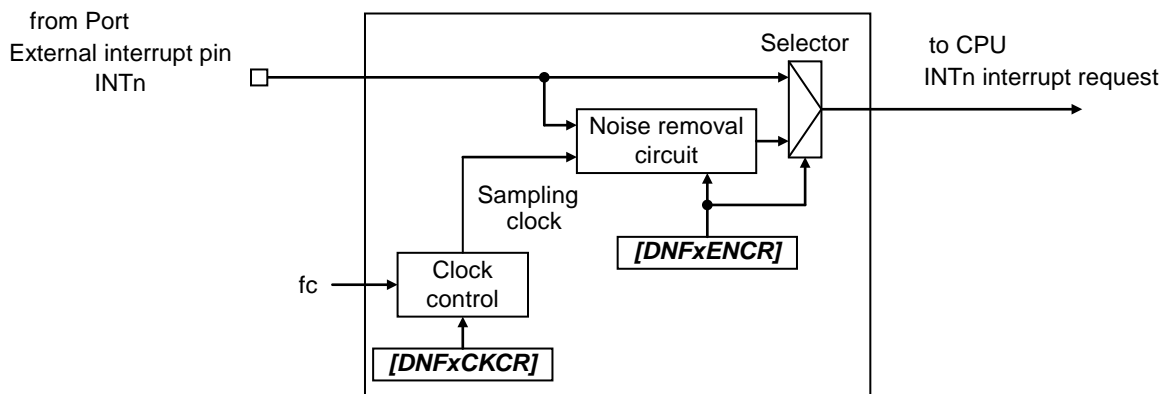 from Port
External interrupt pin
INTn
Selector
to CPU
INTn interrupt request
Noise removal
circuit
Sampling
clock
[DNFxENCR]
fc
Clock
control
[DNFxCKCR]